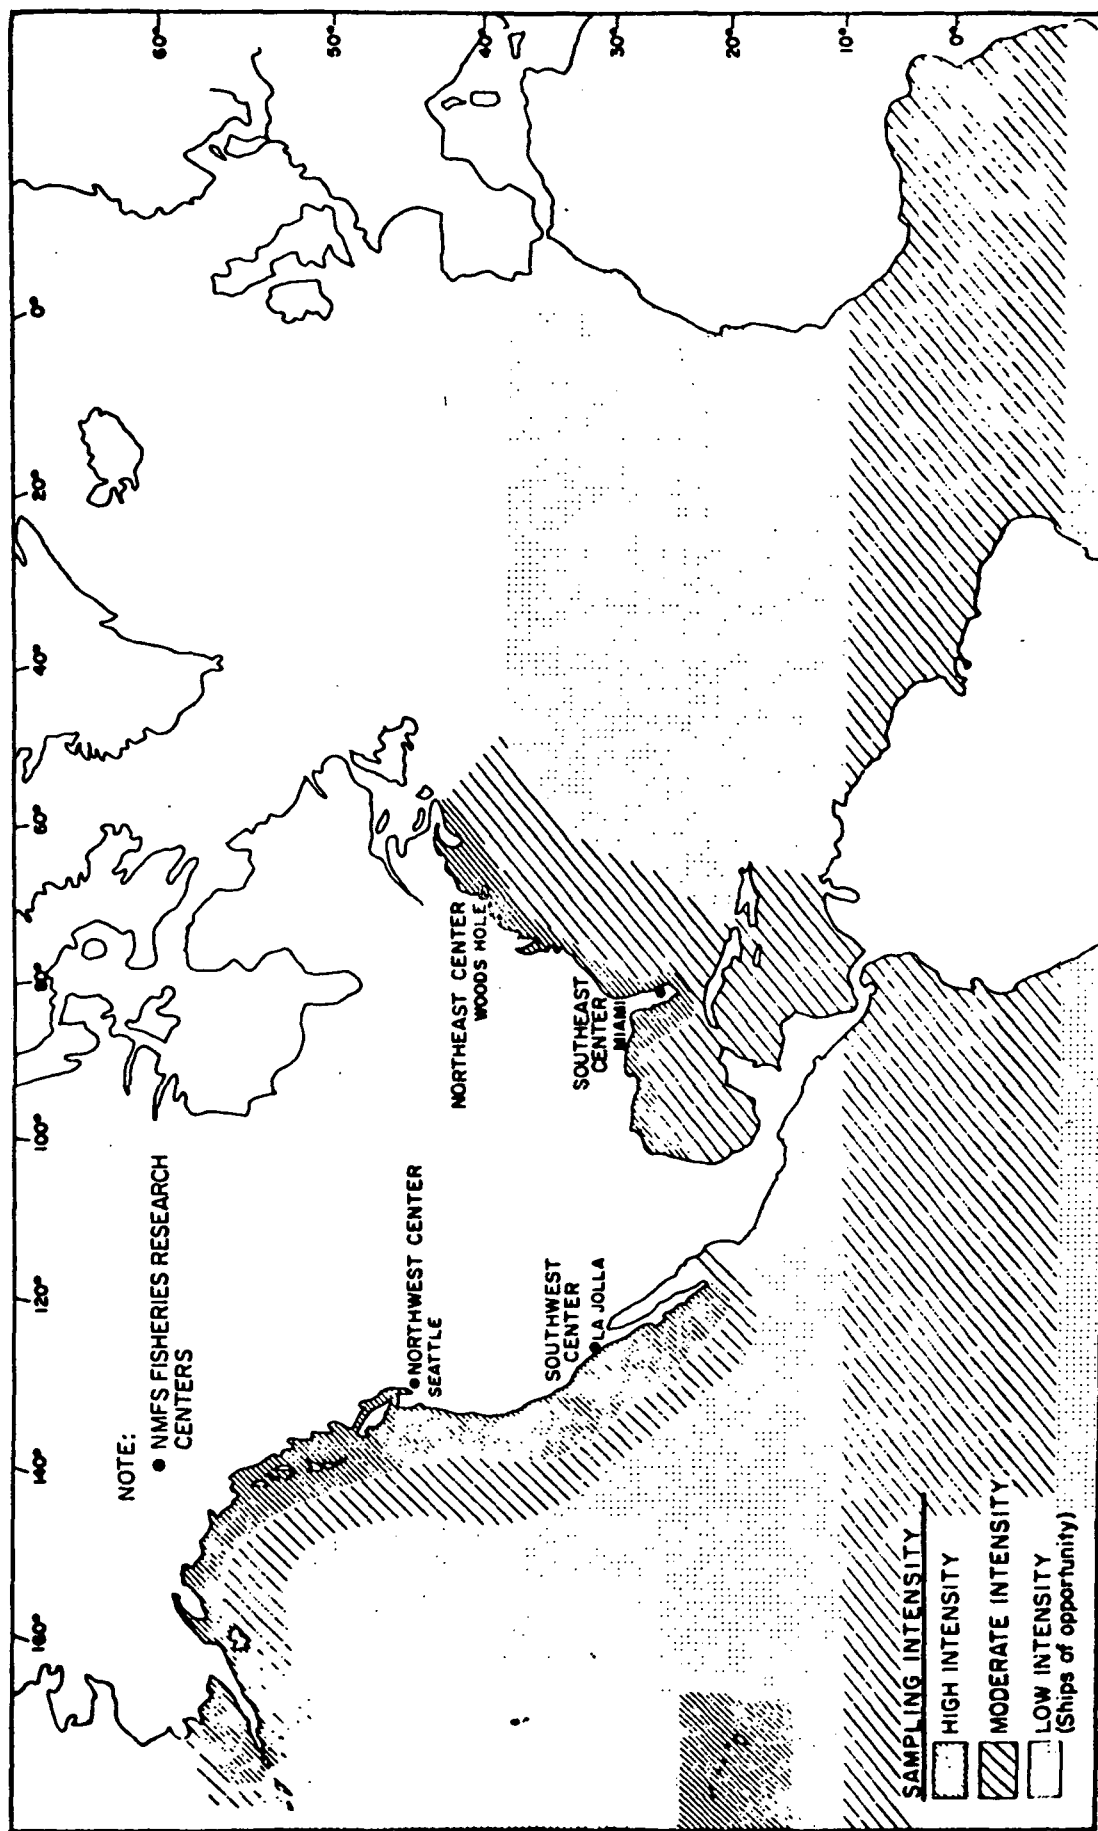 160°
140°
120°
100°
80°
60°
40°
20°
0°
60°
50°
40°
30°
20°
10°
0°
NOTE:
● NMFS FISHERIES RESEARCH
CENTERS
NORTHWEST CENTER
SEATTLE
SOUTHWEST
CENTER
LA JOLLA
NORTHEAST CENTER
WOODS HOLE
SOUTHEAST
CENTER
MIAMI
SAMPLING INTENSITY
HIGH INTENSITY
MODERATE INTENSITY
LOW INTENSITY
(Ships of opportunity)